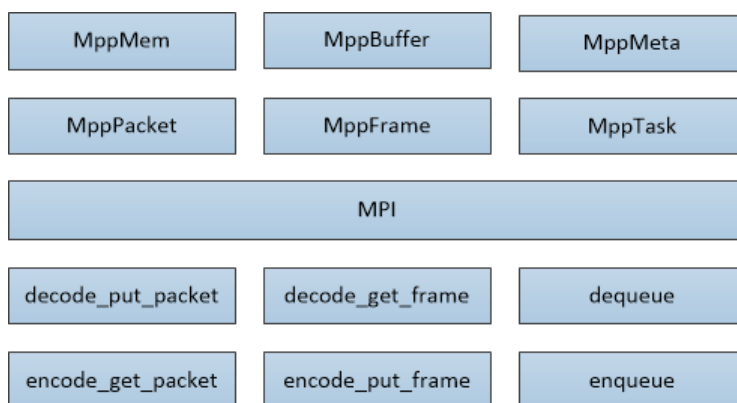 MppMem
MppBuffer
MppMeta
MppPacket
MppFrame
MppTask
MPI
decode_put_packet
decode_get_frame
dequeue
encode_get_packet
encode_put_frame
enqueue